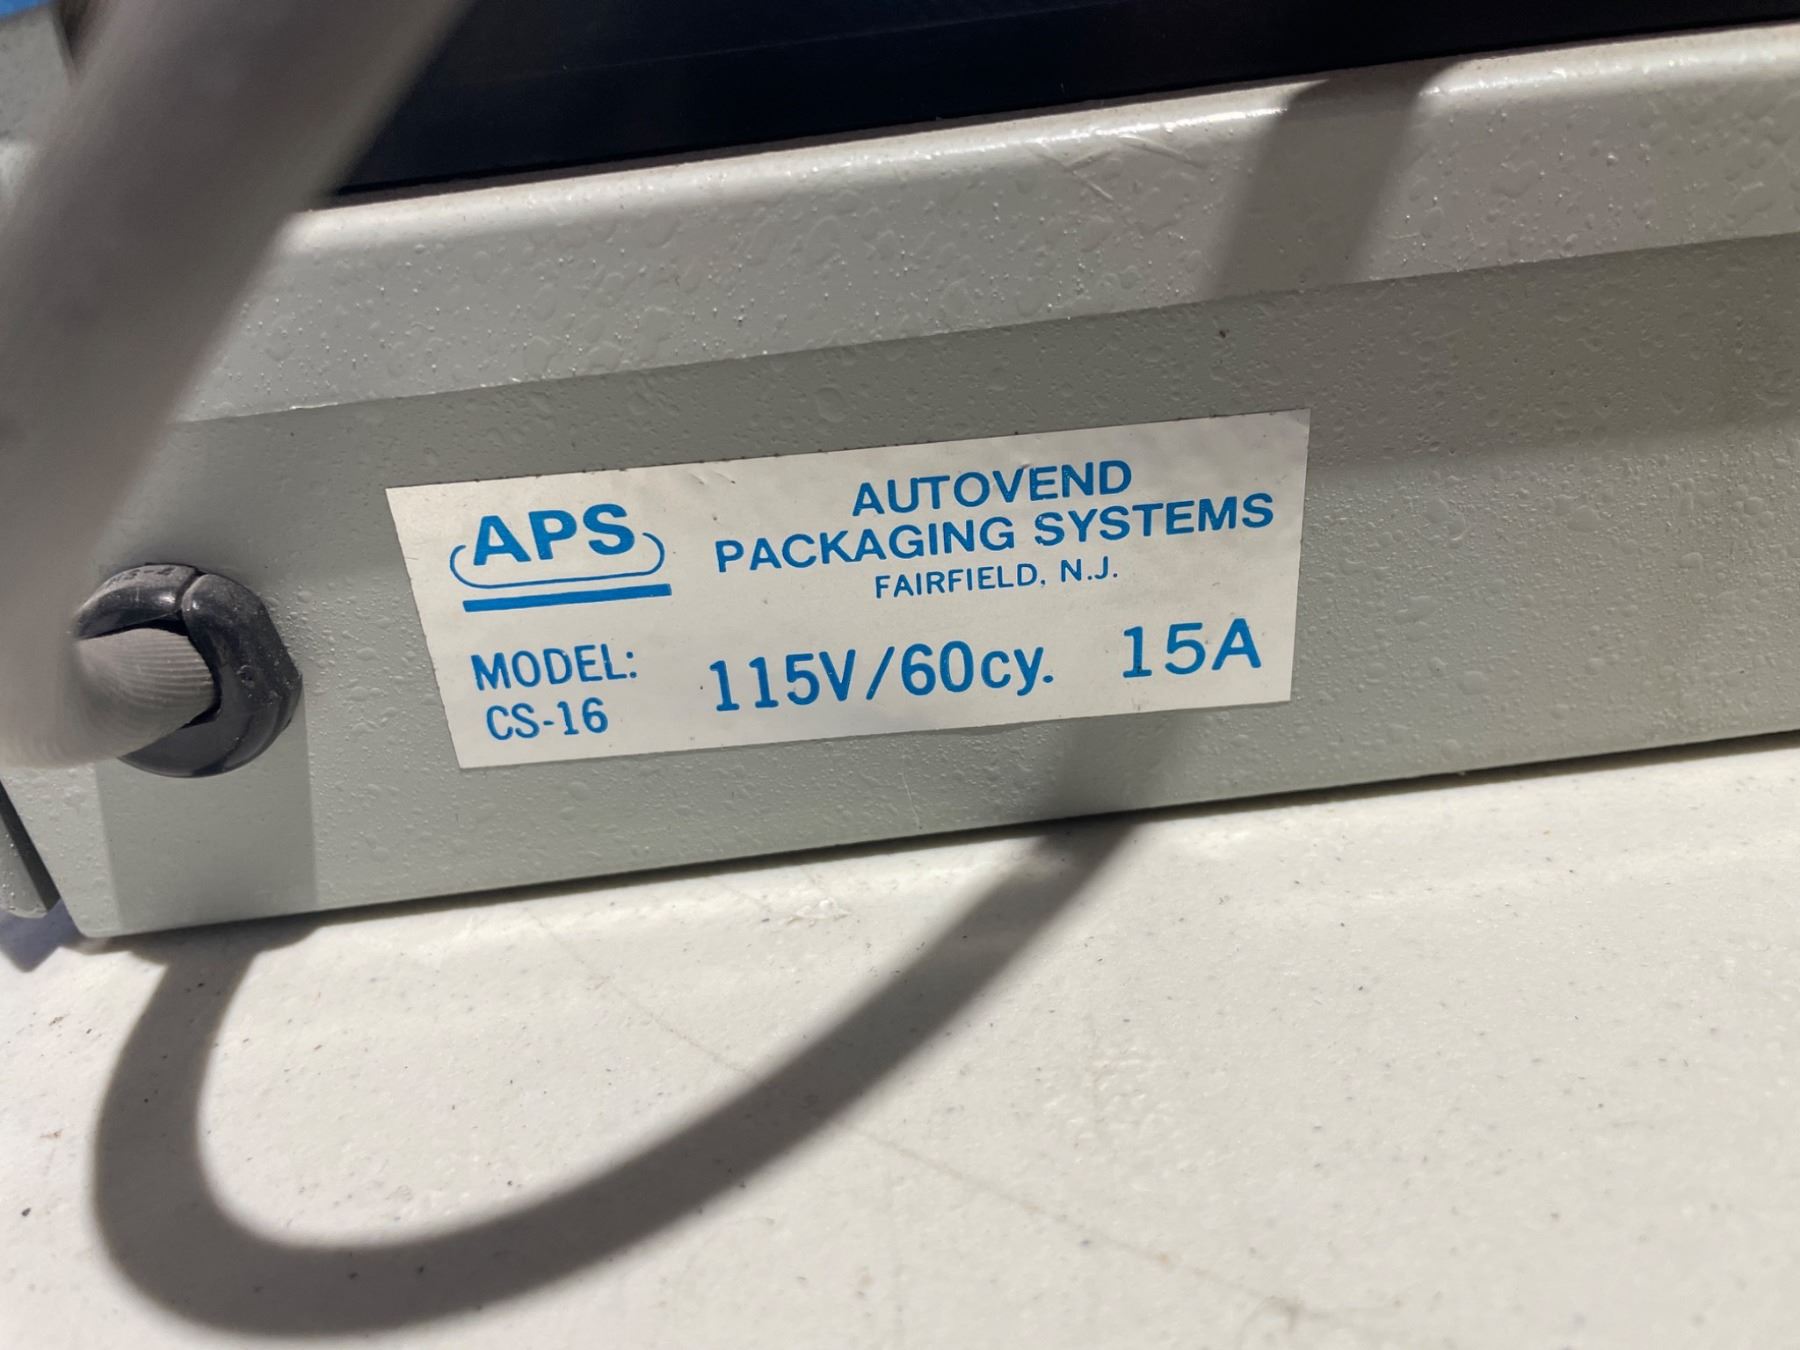 APS
AUTOVEND
PACKAGING SYSTEMS
FAIRFIELD, N.J.
MODEL:
CS-16
115V/60cy.
15A